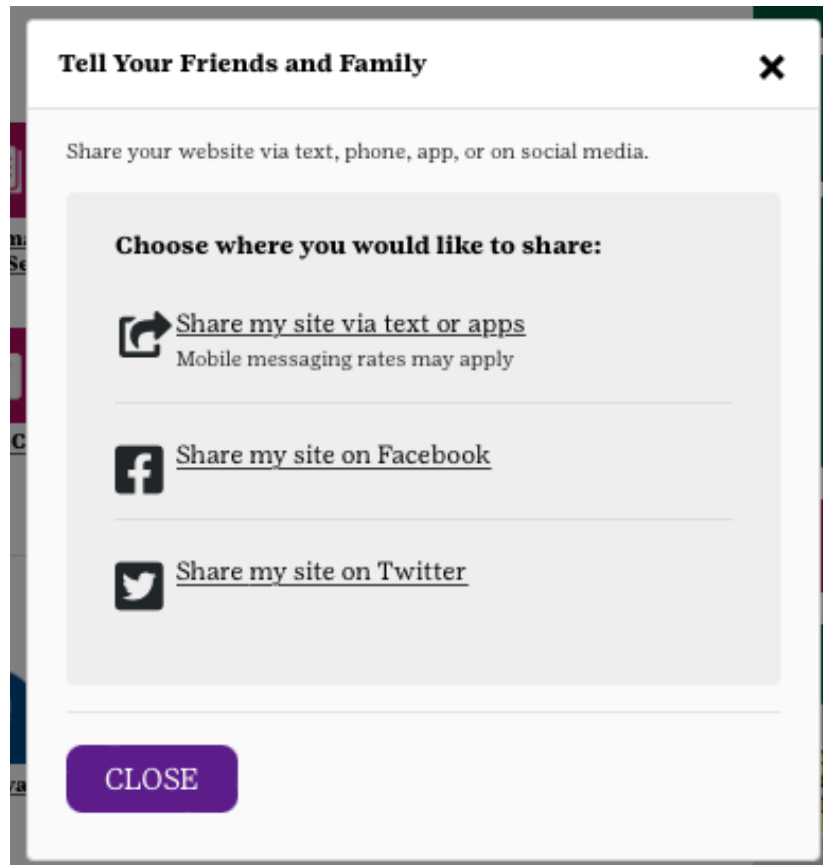 Tell Your Friends and Family
Share your website via text, phone, app, or on social media.
Choose where you would like to share:
Share my site via text or apps
Mobile messaging rates may apply
Share my site on Facebook
Share my site on Twitter
CLOSE